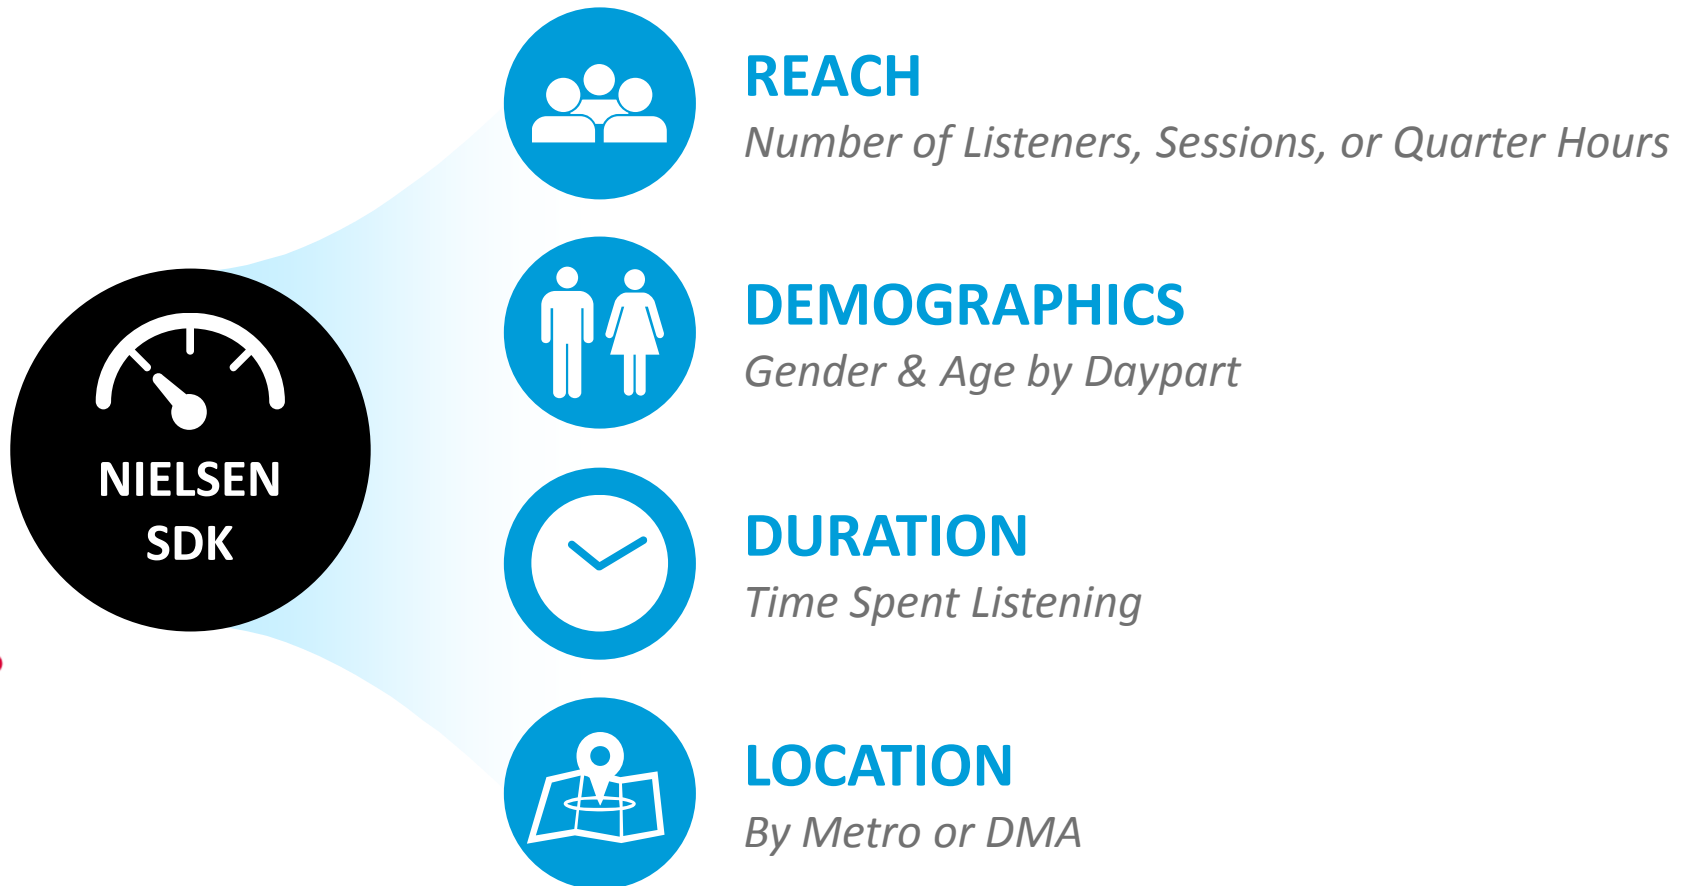 REACH
Number of Listeners, Sessions, or Quarter Hours
DEMOGRAPHICS
Gender & Age by Daypart
NIELSEN
SDK
DURATION
Time Spent Listening
LOCATION
By Metro or DMA